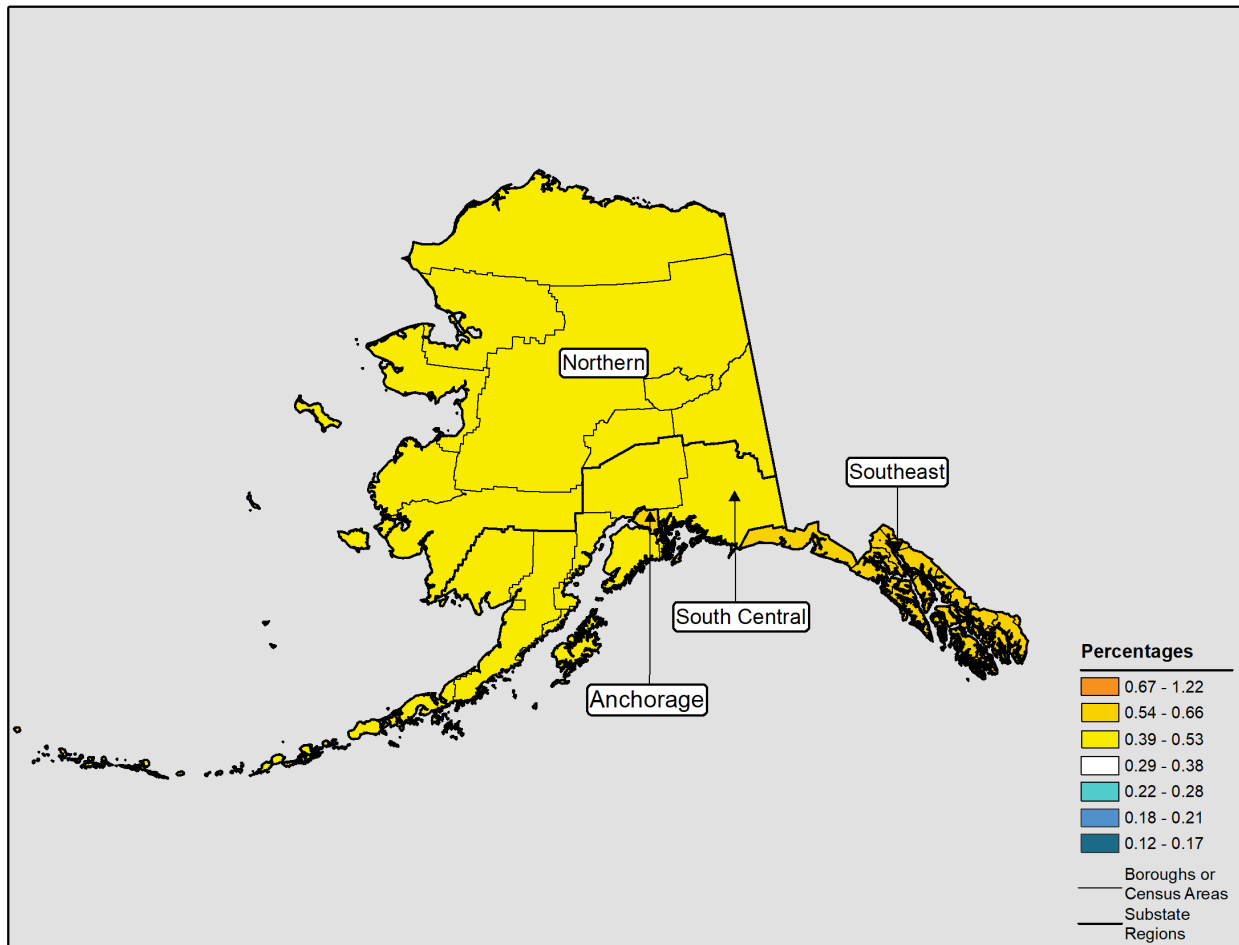 Northern
Southeast
South Central
Anchorage
Percentages
0.67 - 1.22
0.54 - 0.66
0.39 - 0.53
0.29 - 0.38
0.22 - 0.28
0.18 - 0.21
0.12 - 0.17
Boroughs or
Census Areas
Substate
Regions